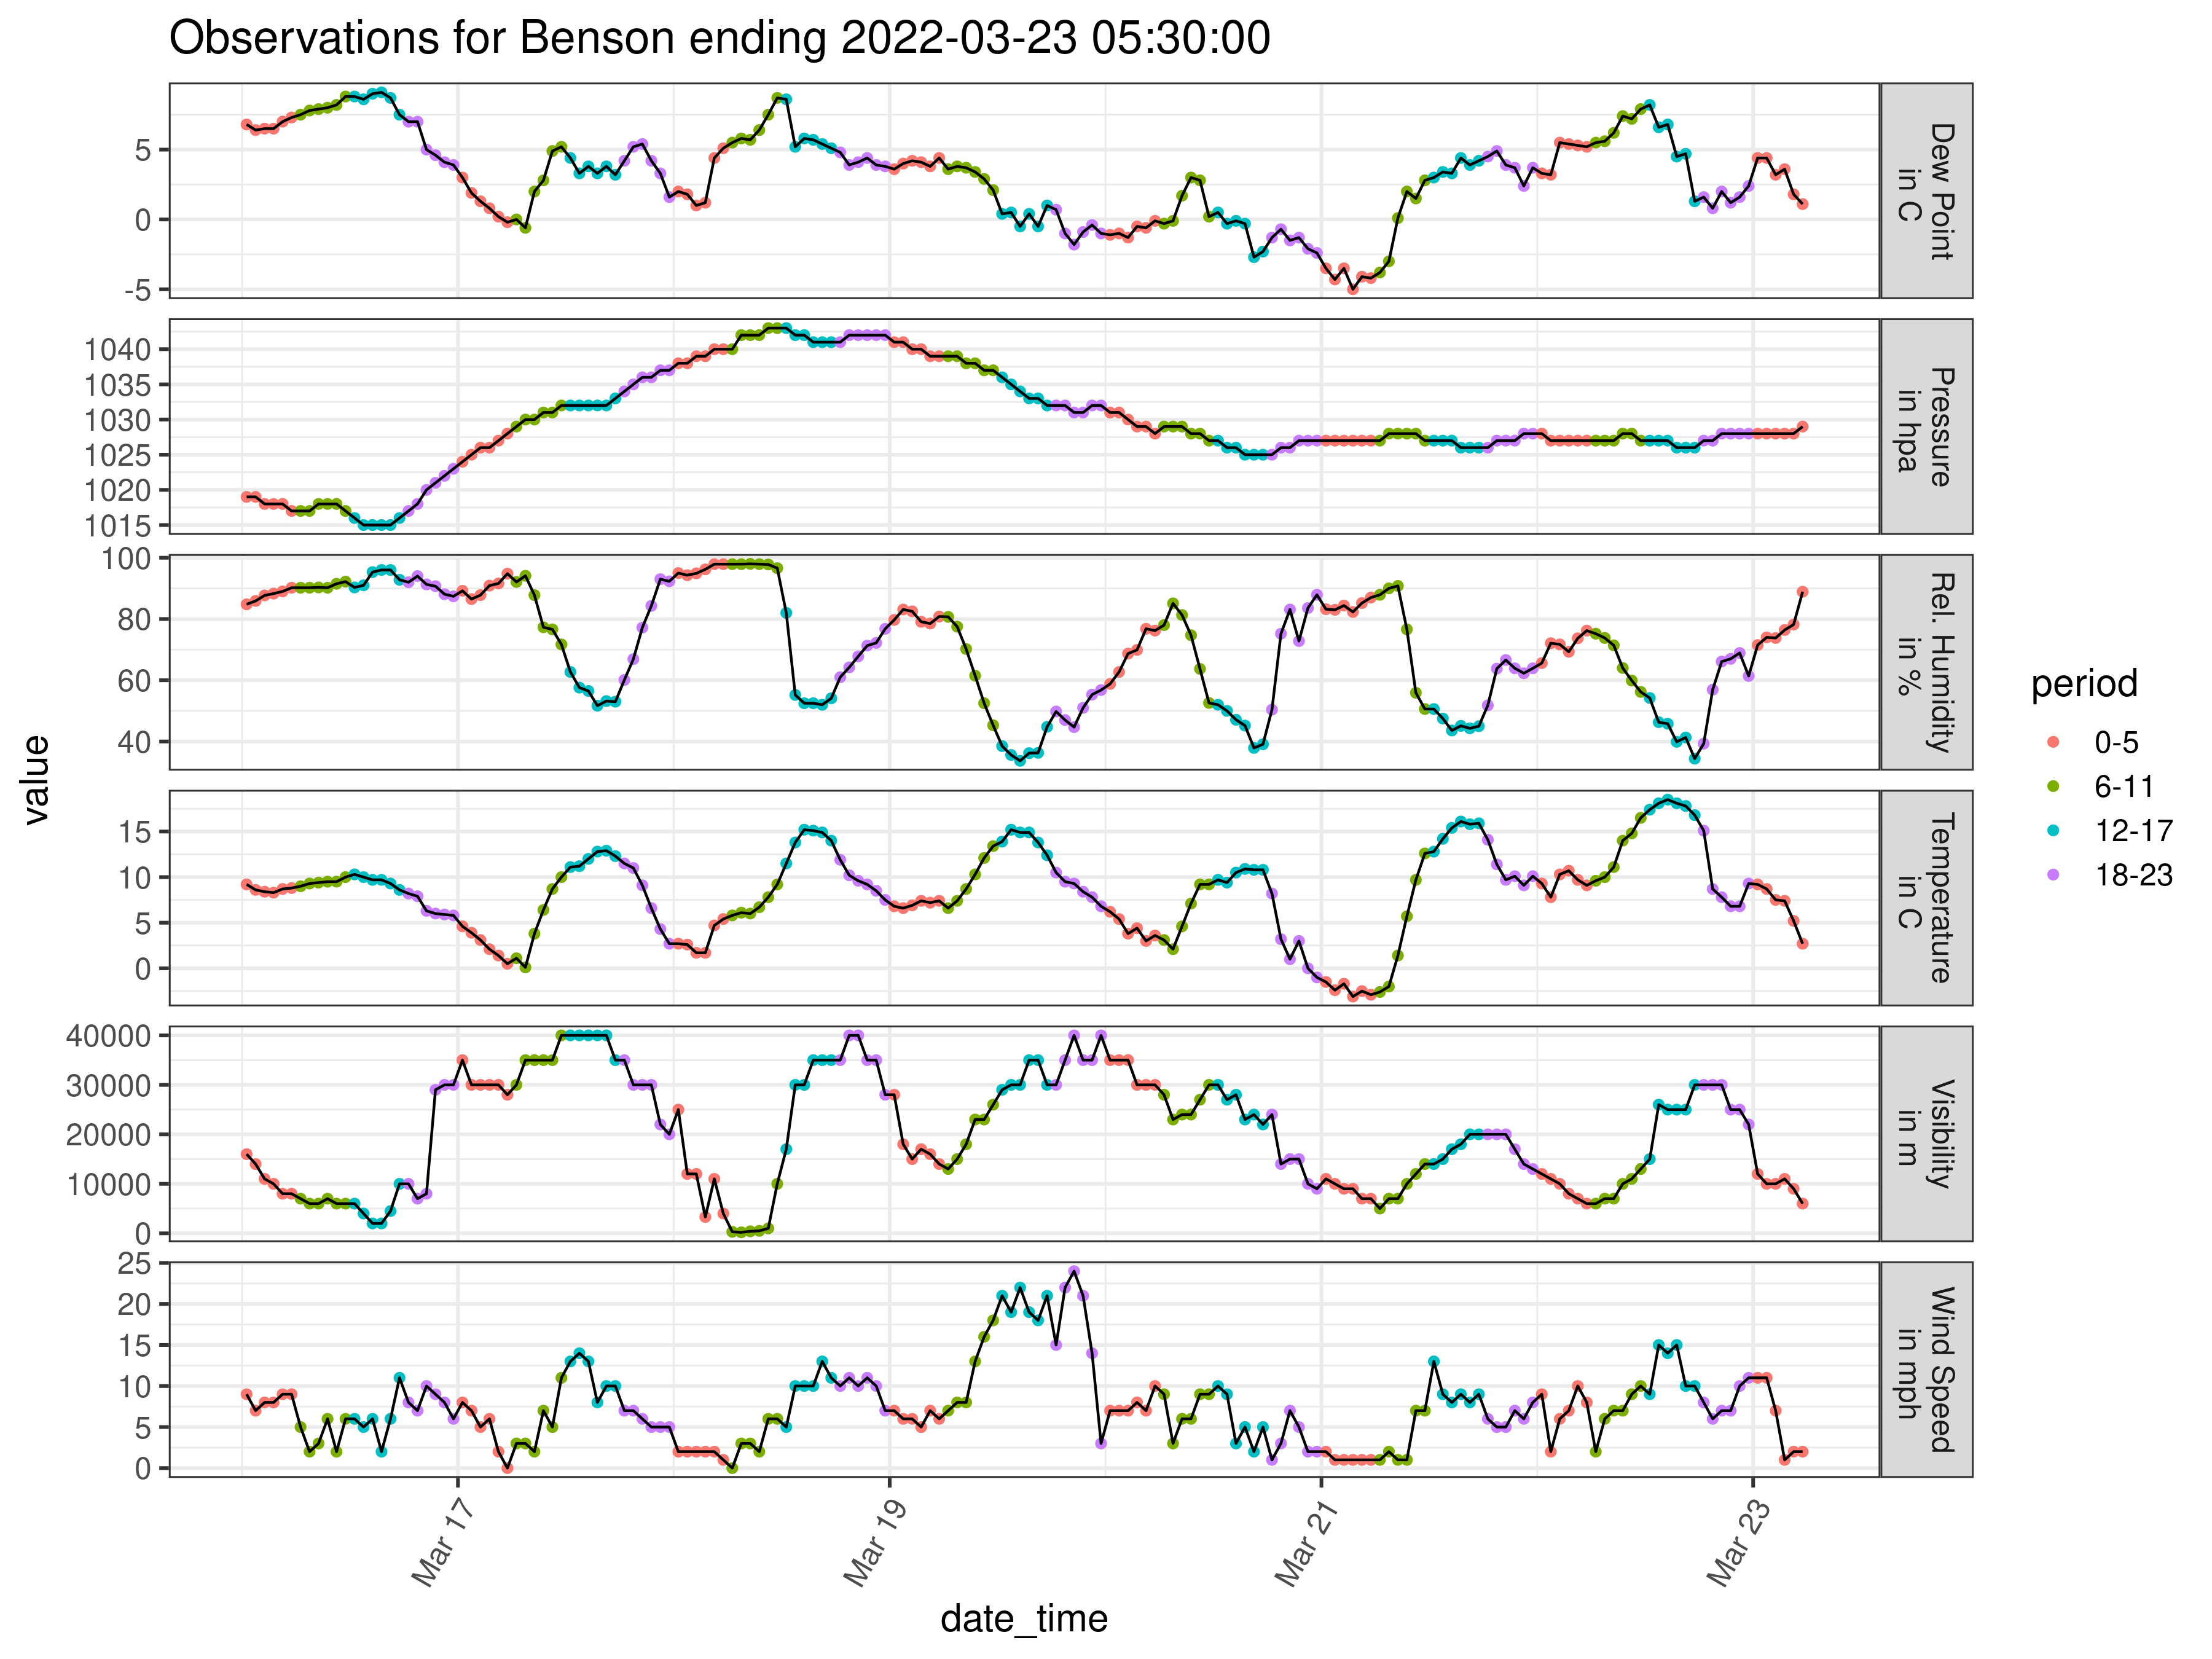 Observations for Benson ending 2022-03-23 05:30:00
value
5
0
-5
Dew Point
in C
1040
1035
1030
1025
1020
1015
Pressure
in hpa
100
80
60
40
Rel. Humidity
in %
15
10
5
0
Temperature
in C
40000
30000
20000
10000
0
Visibility
in m
25
20
15
10
5
0
Wind Speed
in mph
Mar 17
Mar 19
Mar 21
Mar 23
date_time
period
0-5
6-11
12-17
18-23